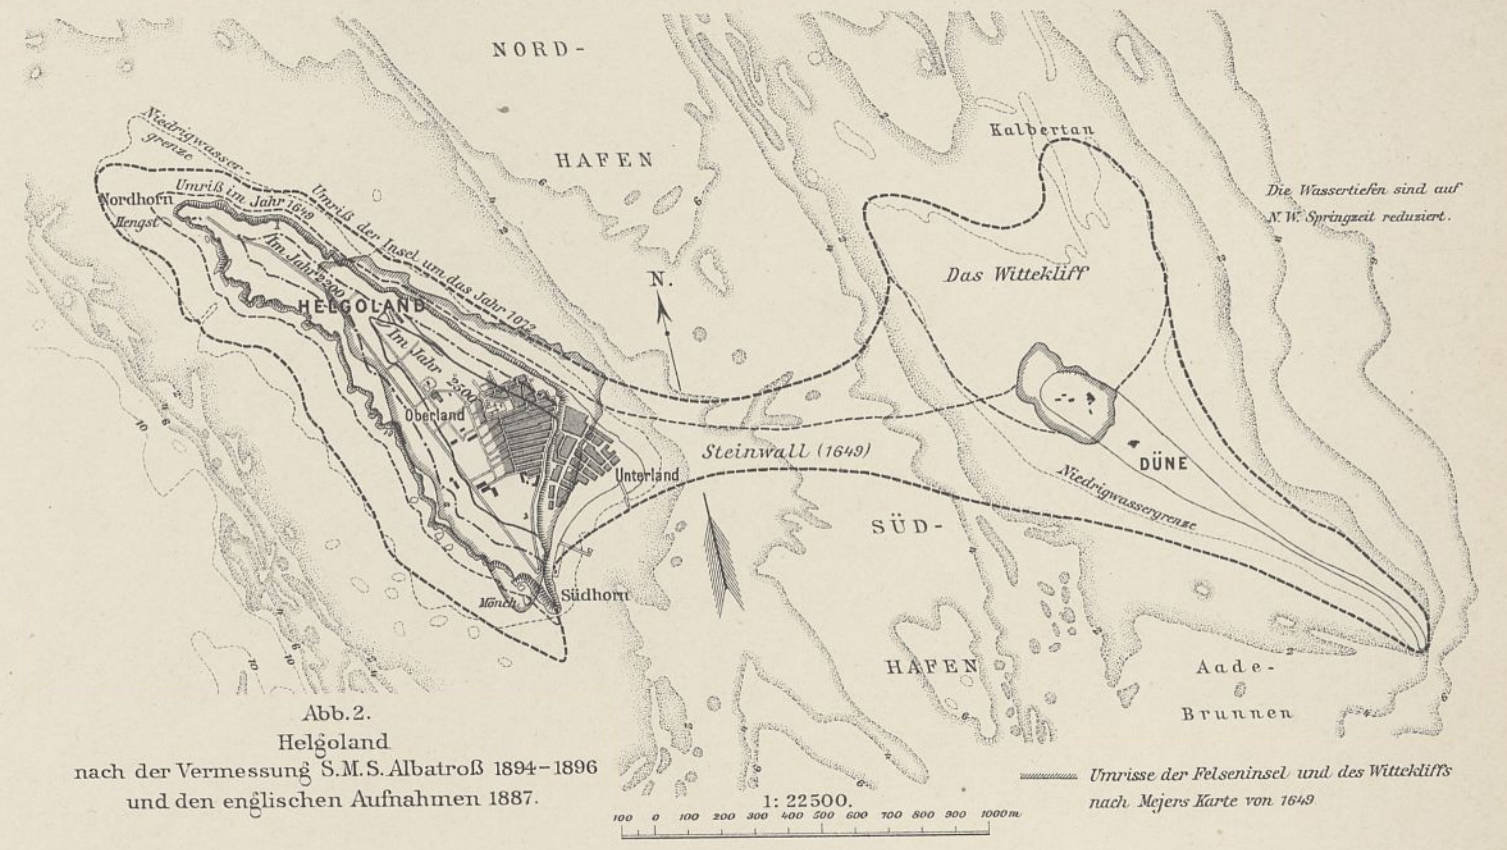 NORD-
HAFEN
Kalbertan
Niedrigwasser-
grenze
Die Wassertiefen sind auf
N.W. Springzeit reduziert.
Umriß im Jahr 1649
Umriß der Insel um das Jahr 1072
Nordhorn
Hengst
Im Jahr 2200
HELGOLAND
N.
Das Wittekliff
Im Jahr 2500
Oberland
Unterland
Steinwall (1649)
DÜNE
Niedrigwassergrenze
SÜD-
HAFEN
Mönch
Südhorn
Aade-
Brunnen
Abb.2.
Helgoland
nach der Vermessung S.M.S. Albatroß 1894-1896
und den englischen Aufnahmen 1887.
1: 22500.
100 0 100 200 300 400 500 600 700 800 900 1000 m
Umrisse der Felseninsel und des Wittekliffs
nach Mejers Karte von 1649